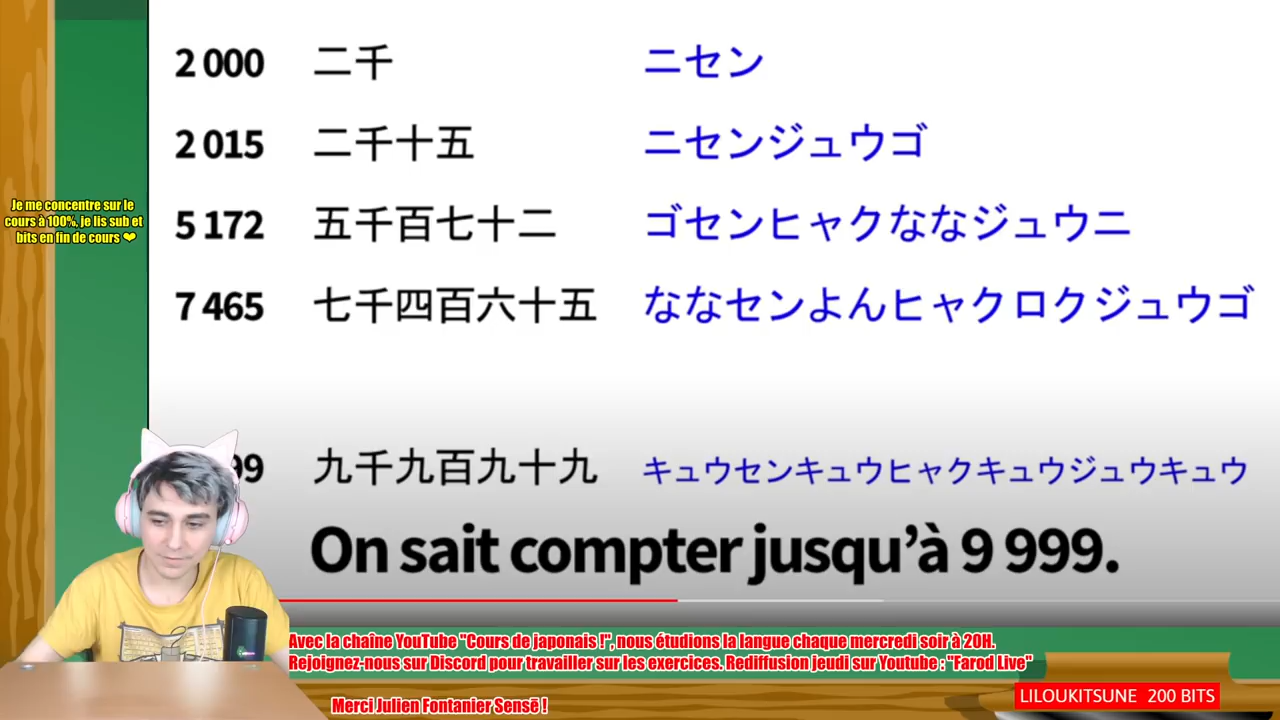 2 000 二千 ニセン
2 015 二千十五 ニセンジュウゴ
5 172 五千百七十二 ゴセンヒャクななジュウニ
7 465 七千四百六十五 ななセンよんヒャクロクジュウゴ
99 九千九百九十九 キュウセンキュウヒャクキュウジュウキュウ
On sait compter jusqu’à 9 999.
Je me concentre sur le
cours à 100%, je lis sub et
bits en fin de cours ❤
Avec la chaîne YouTube "Cours de japonais !", nous étudions la langue chaque mercredi soir à 20H.
Rejoignez-nous sur Discord pour travailler sur les exercices. Rediffusion jeudi sur Youtube : "Farod Live"
Merci Julien Fontanier Sensē !
LILOUKITSUNE 200 BITS